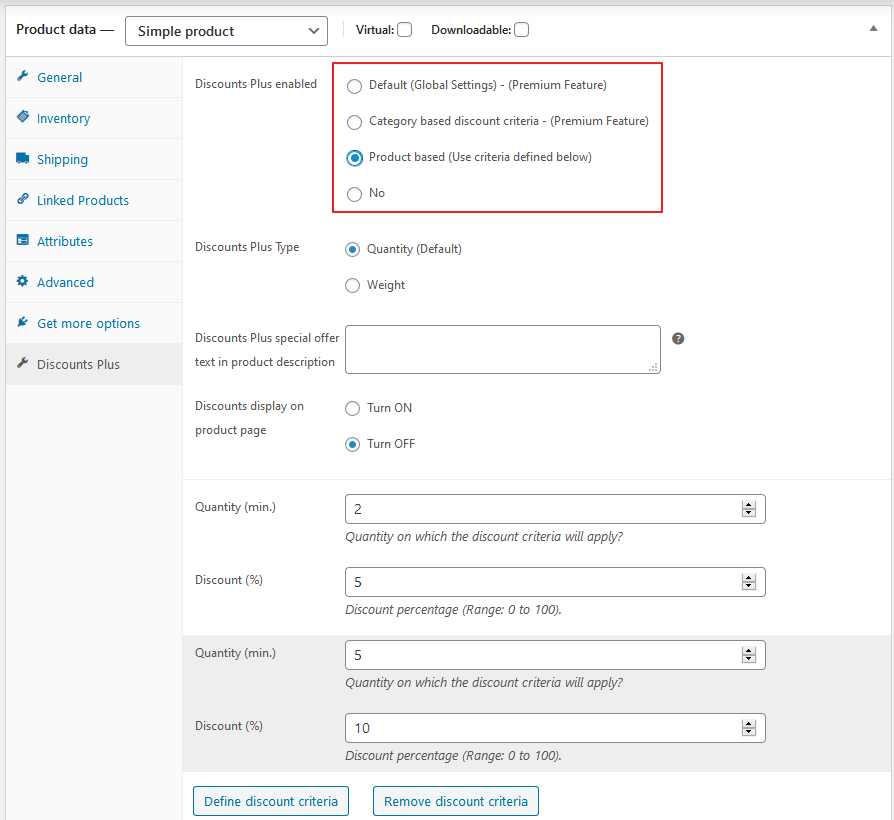 Product data — Simple product Virtual: Downloadable:
General
Inventory
Shipping
Linked Products
Attributes
Advanced
Get more options
Discounts Plus
Discounts Plus enabled
Default (Global Settings) - (Premium Feature)
Category based discount criteria - (Premium Feature)
Product based (Use criteria defined below)
No
Discounts Plus Type
Quantity (Default)
Weight
Discounts Plus special offer
text in product description
?
Discounts display on
product page
Turn ON
Turn OFF
Quantity (min.)
2
Quantity on which the discount criteria will apply?
Discount (%)
5
Discount percentage (Range: 0 to 100).
Quantity (min.)
5
Quantity on which the discount criteria will apply?
Discount (%)
10
Discount percentage (Range: 0 to 100).
Define discount criteria Remove discount criteria